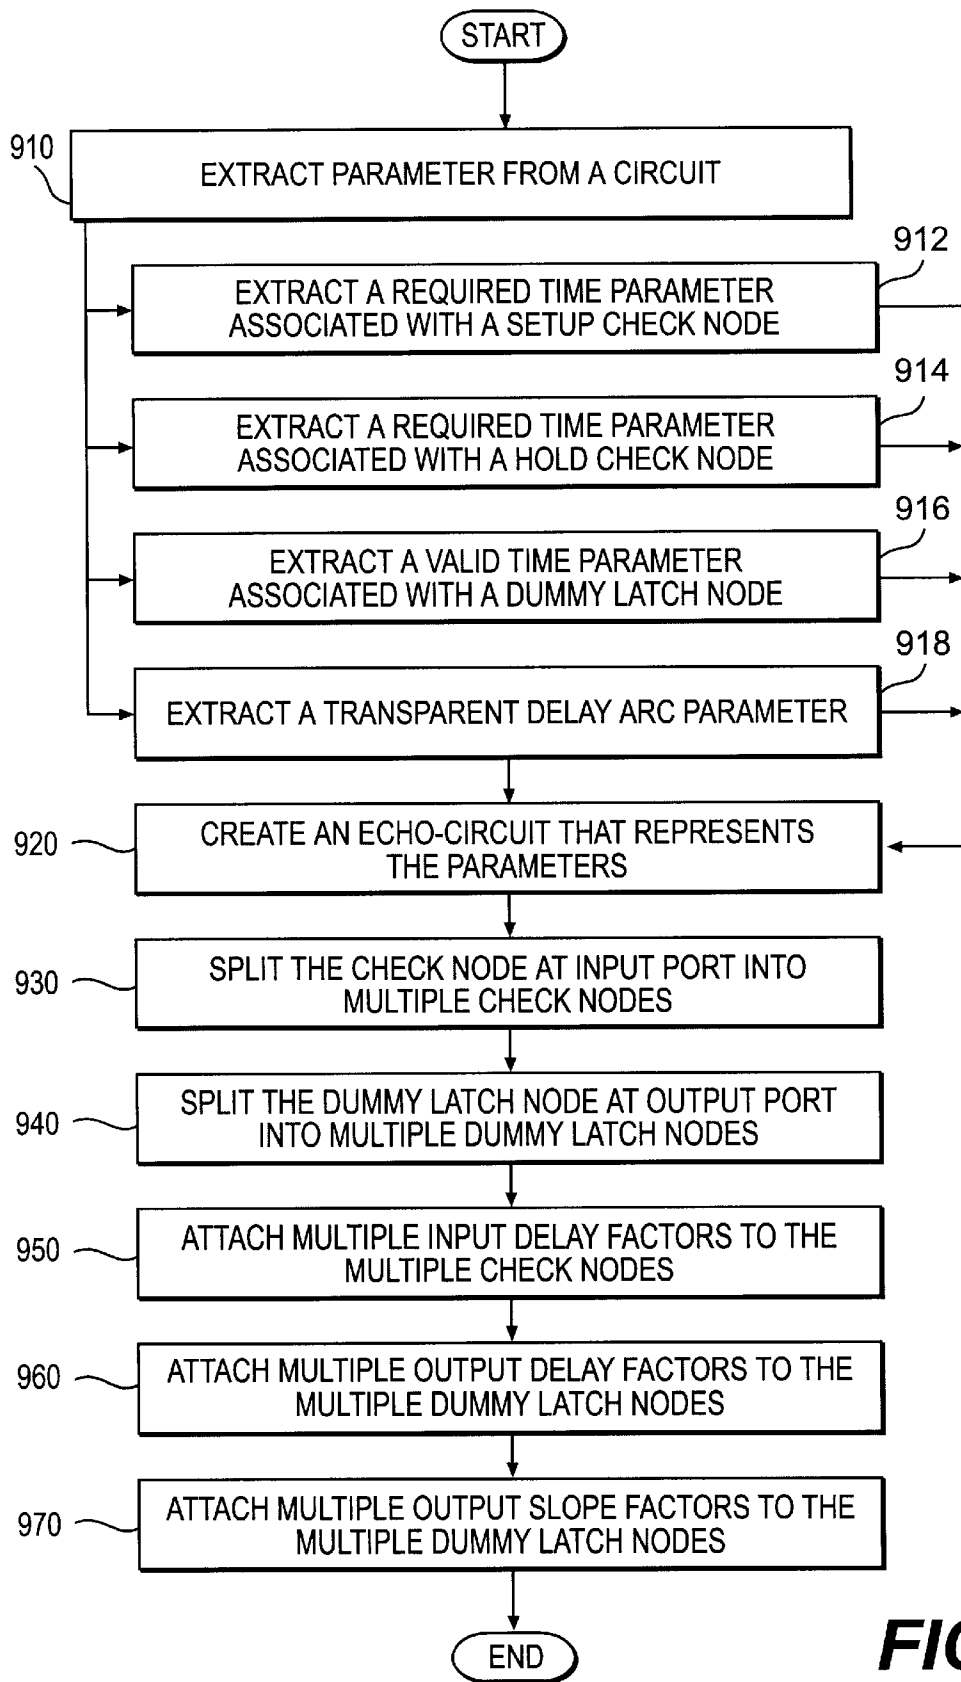 START
910
EXTRACT PARAMETER FROM A CIRCUIT
912
EXTRACT A REQUIRED TIME PARAMETER
ASSOCIATED WITH A SETUP CHECK NODE
914
EXTRACT A REQUIRED TIME PARAMETER
ASSOCIATED WITH A HOLD CHECK NODE
916
EXTRACT A VALID TIME PARAMETER
ASSOCIATED WITH A DUMMY LATCH NODE
918
EXTRACT A TRANSPARENT DELAY ARC PARAMETER
920
CREATE AN ECHO-CIRCUIT THAT REPRESENTS
THE PARAMETERS
930
SPLIT THE CHECK NODE AT INPUT PORT INTO
MULTIPLE CHECK NODES
940
SPLIT THE DUMMY LATCH NODE AT OUTPUT PORT
INTO MULTIPLE DUMMY LATCH NODES
950
ATTACH MULTIPLE INPUT DELAY FACTORS TO THE
MULTIPLE CHECK NODES
960
ATTACH MULTIPLE OUTPUT DELAY FACTORS TO THE
MULTIPLE DUMMY LATCH NODES
970
ATTACH MULTIPLE OUTPUT SLOPE FACTORS TO THE
MULTIPLE DUMMY LATCH NODES
END